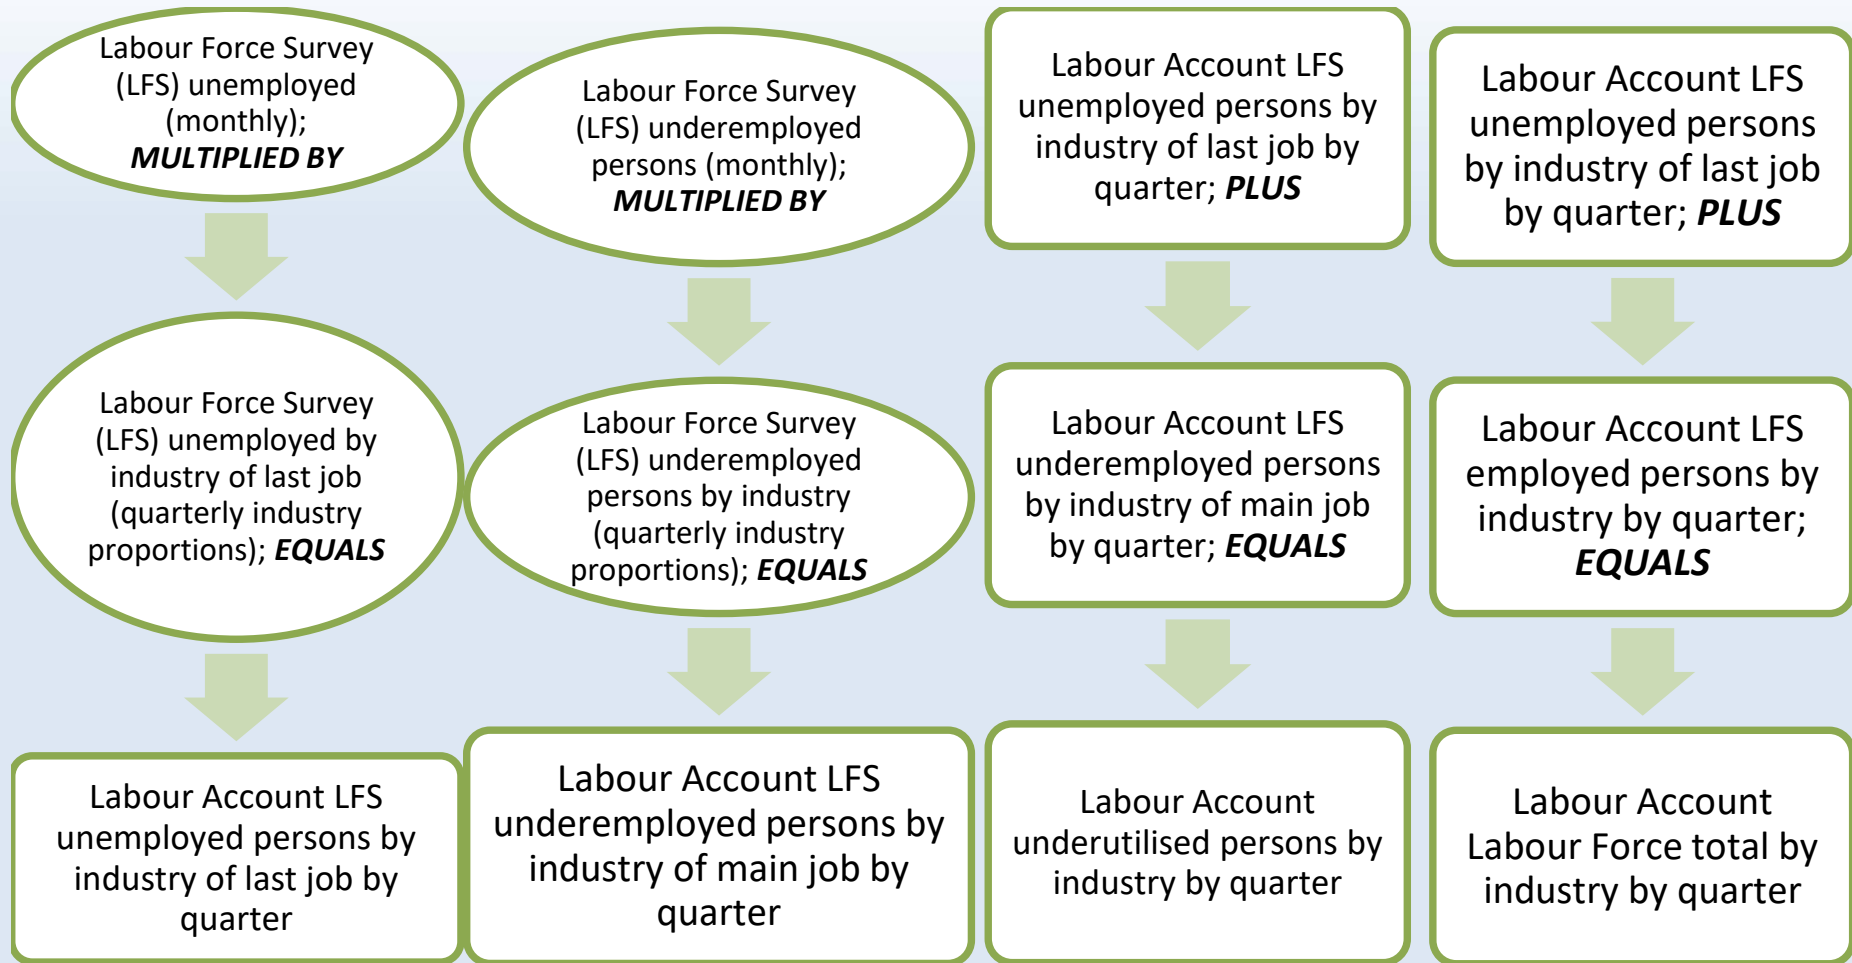 Labour Force Survey
(LFS) unemployed
(monthly);
MULTIPLIED BY
Labour Force Survey
(LFS) unemployed by
industry of last job
(quarterly industry
proportions); EQUALS
Labour Account LFS
unemployed persons by
industry of last job by
quarter
Labour Force Survey
(LFS) underemployed
persons (monthly);
MULTIPLIED BY
Labour Force Survey
(LFS) underemployed
persons by industry
(quarterly industry
proportions); EQUALS
Labour Account LFS
underemployed persons by
industry of main job by
quarter
Labour Account LFS
unemployed persons by
industry of last job by
quarter; PLUS
Labour Account LFS
underemployed persons
by industry of main job
by quarter; EQUALS
Labour Account
underutilised persons by
industry by quarter
Labour Account LFS
unemployed persons
by industry of last job
by quarter; PLUS
Labour Account LFS
employed persons by
industry by quarter;
EQUALS
Labour Account
Labour Force total by
industry by quarter